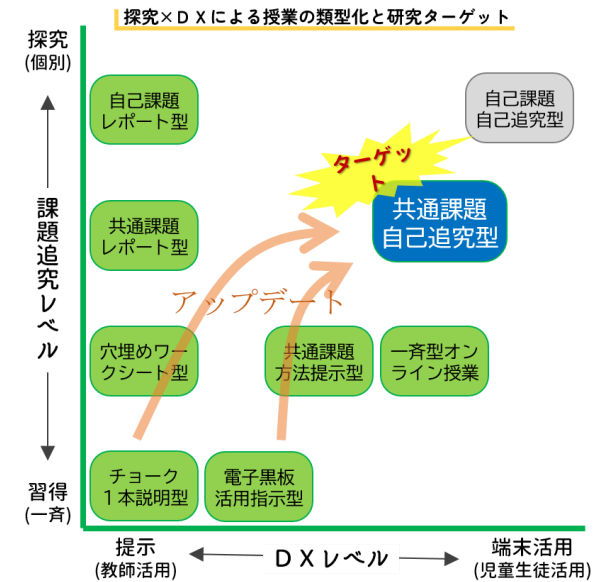 探究×ＤＸによる授業の類型化と研究ターゲット
探究
(個別)
自己課題
レポート型
自己課題
自己追究型
ターゲッ
ト
共通課題
自己追究型
共通課題
レポート型
課題追究レベル
アップデート
穴埋めワー
クシート型
共通課題
方法提示型
一斉型オン
ライン授業
チョーク
１本説明型
電子黒板
活用指示型
習得
(一斉)
提示
(教師活用)
ＤＸレベル
端末活用
(児童生徒活用)